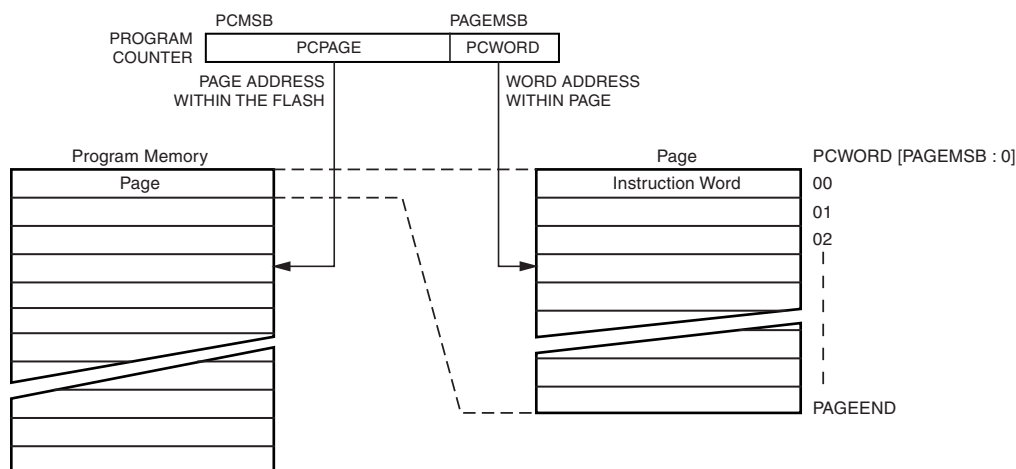 PCMSB PAGEMSB
PROGRAM
COUNTER
PCPAGE PCWORD
PAGE ADDRESS
WITHIN THE FLASH
WORD ADDRESS
WITHIN PAGE
Program Memory
Page
Page
Instruction Word
PCWORD [PAGEMSB : 0]
00
01
02
PAGEEND